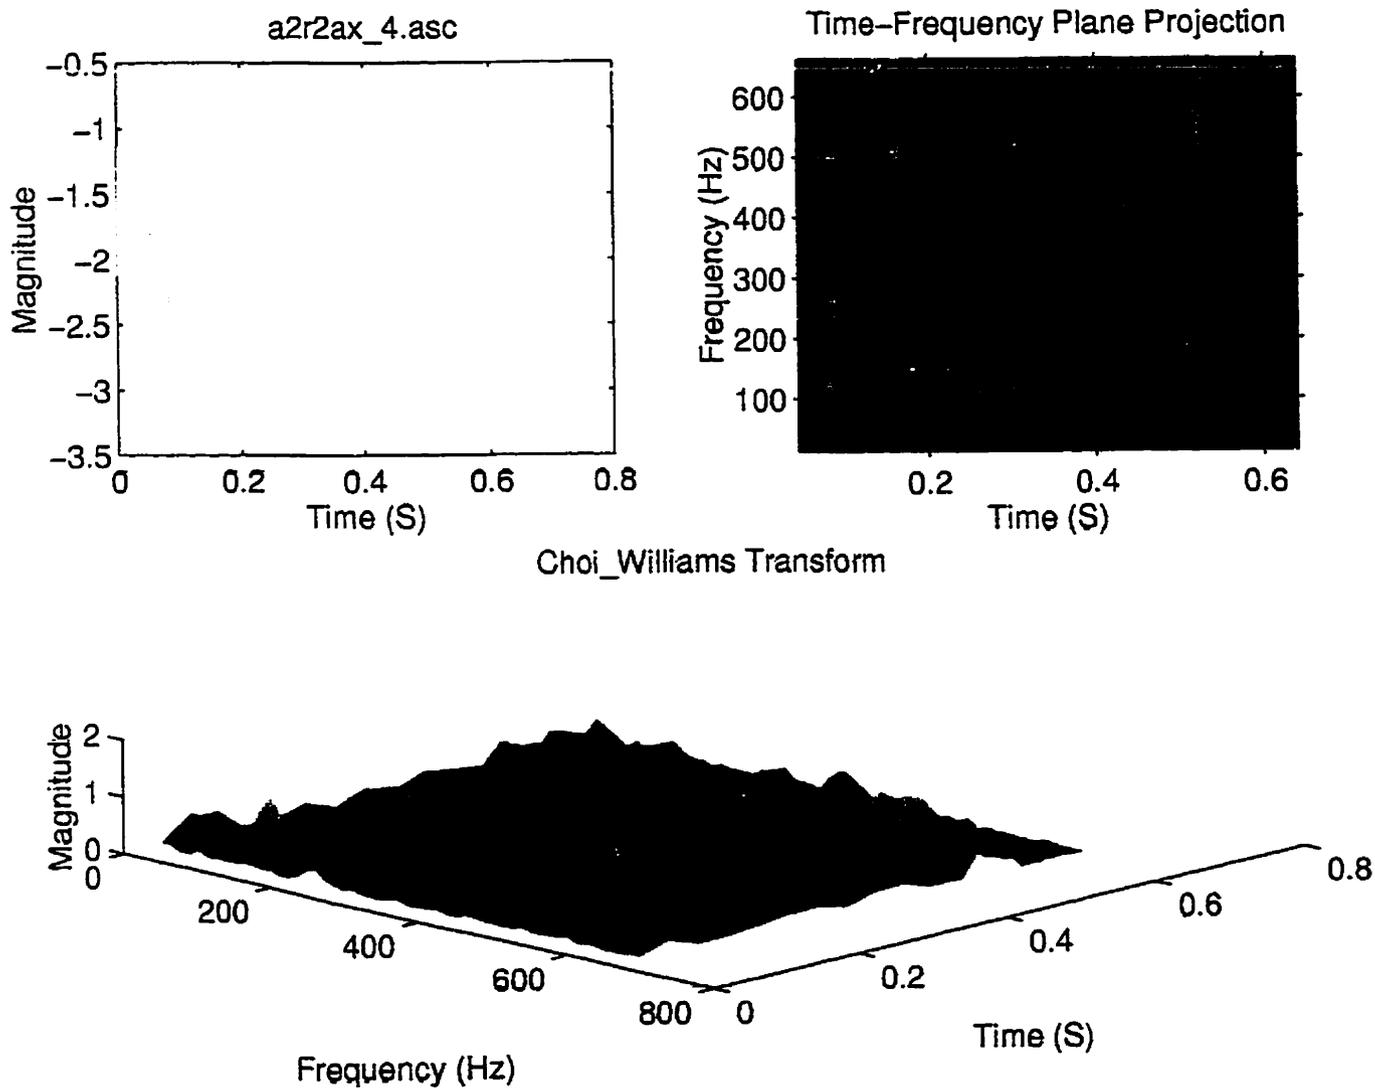 a2r2ax_4.asc
−0.5
−1
−1.5
−2
−2.5
−3
−3.5
Magnitude
0 0.2 0.4 0.6 0.8
Time (S)
Time−Frequency Plane Projection
600
500
400
300
200
100
Frequency (Hz)
0.2 0.4 0.6
Time (S)
Choi_Williams Transform
2
1
0
Magnitude
0
200
400
600
800
Frequency (Hz)
0
0.2
0.4
0.6
0.8
Time (S)